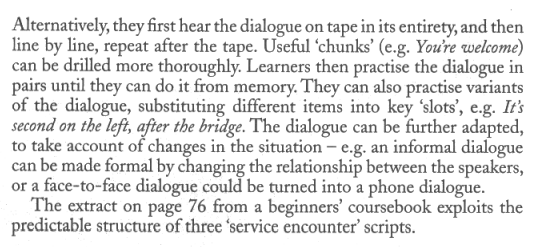 Alternatively, they first hear the dialogue on tape in its entirety, and then
line by line, repeat after the tape. Useful ‘chunks’ (e.g. You’re welcome)
can be drilled more thoroughly. Learners then practise the dialogue in
pairs until they can do it from memory. They can also practise variants
of the dialogue, substituting different items into key ‘slots’, e.g. It’s
second on the left, after the bridge. The dialogue can be further adapted,
to take account of changes in the situation – e.g. an informal dialogue
can be made formal by changing the relationship between the speakers,
or a face-to-face dialogue could be turned into a phone dialogue.
The extract on page 76 from a beginners’ coursebook exploits the
predictable structure of three ‘service encounter’ scripts.